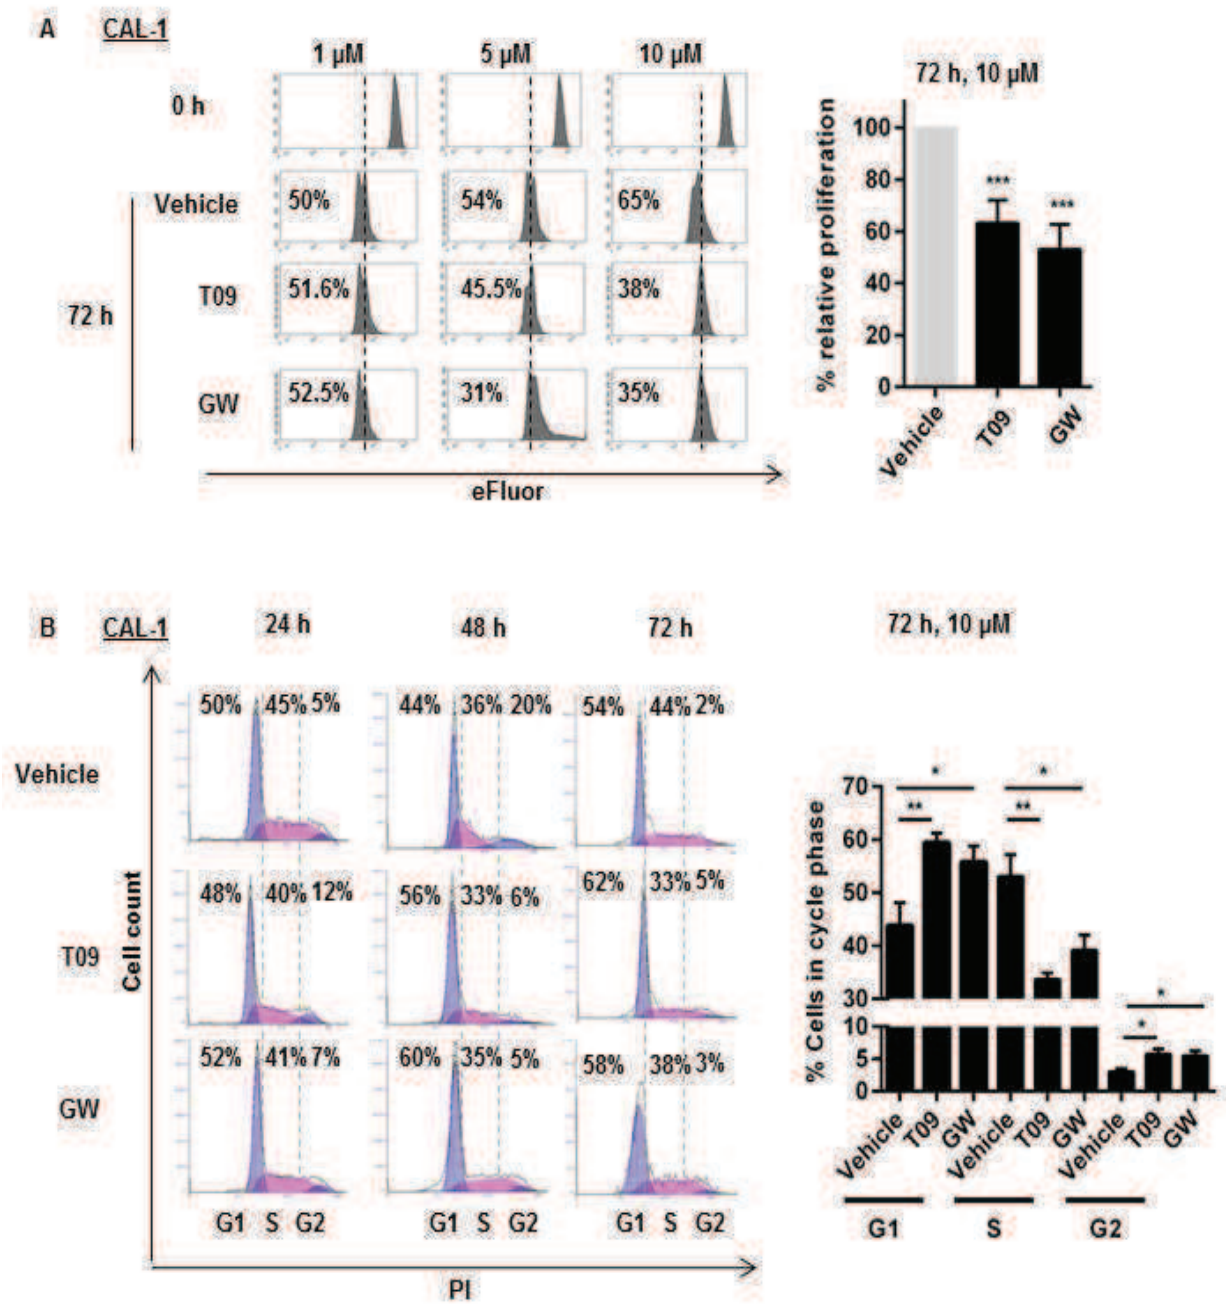 A CAL-1
1 µM 5 µM 10 µM
0 h
Vehicle 50% 54% 65%
72 h
T09 51.6% 45.5% 38%
GW 52.5% 31% 35%
eFluor
72 h, 10 µM
% relative proliferation
100
80
60
40
20
0
*** ***
Vehicle T09 GW
B CAL-1
24 h 48 h 72 h
Vehicle 50% 45% 5% 44% 36% 20% 54% 44% 2%
T09 48% 40% 12% 56% 33% 6% 62% 33% 5%
GW 52% 41% 7% 60% 35% 5% 58% 38% 3%
Cell count
G1 S G2 G1 S G2 G1 S G2
PI
72 h, 10 µM
% Cells in cycle phase
70
60
50
40
30
10
5
0
* ** * ** * *
Vehicle T09 GW Vehicle T09 GW Vehicle T09 GW
G1 S G2